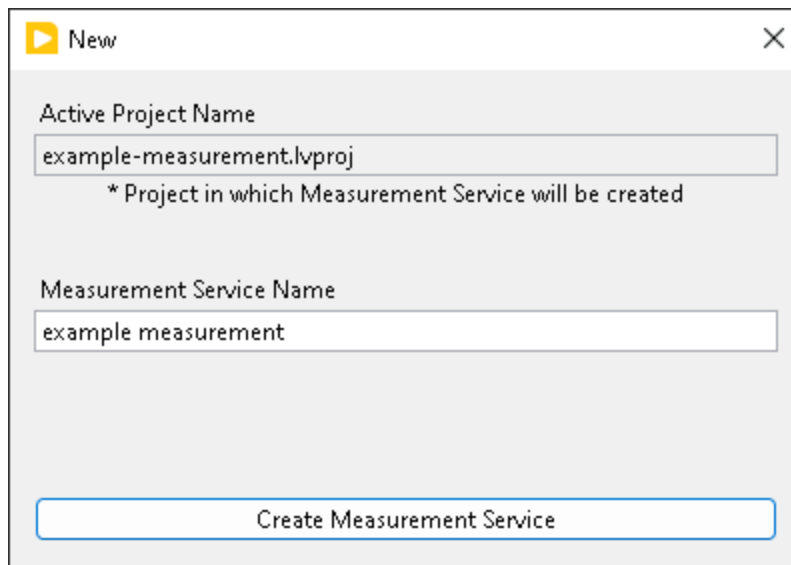 New
Active Project Name
example-measurement.lvproj
* Project in which Measurement Service will be created
Measurement Service Name
example measurement
Create Measurement Service